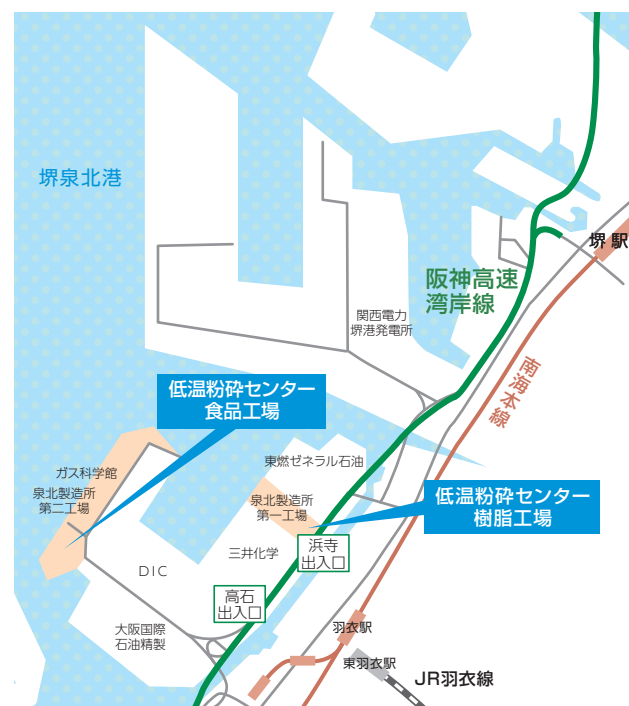 堺泉北港
堺 駅
阪神高速
湾岸線
関西電力
堺港発電所
南海本線
低温粉砕センター
食品工場
東燃ゼネラル石油
ガス科学館
泉北製造所
第二工場
泉北製造所
第一工場
低温粉砕センター
樹脂工場
三井化学
浜寺
出入口
DIC
高石
出入口
大阪国際
石油精製
羽衣駅
東羽衣駅
JR羽衣線